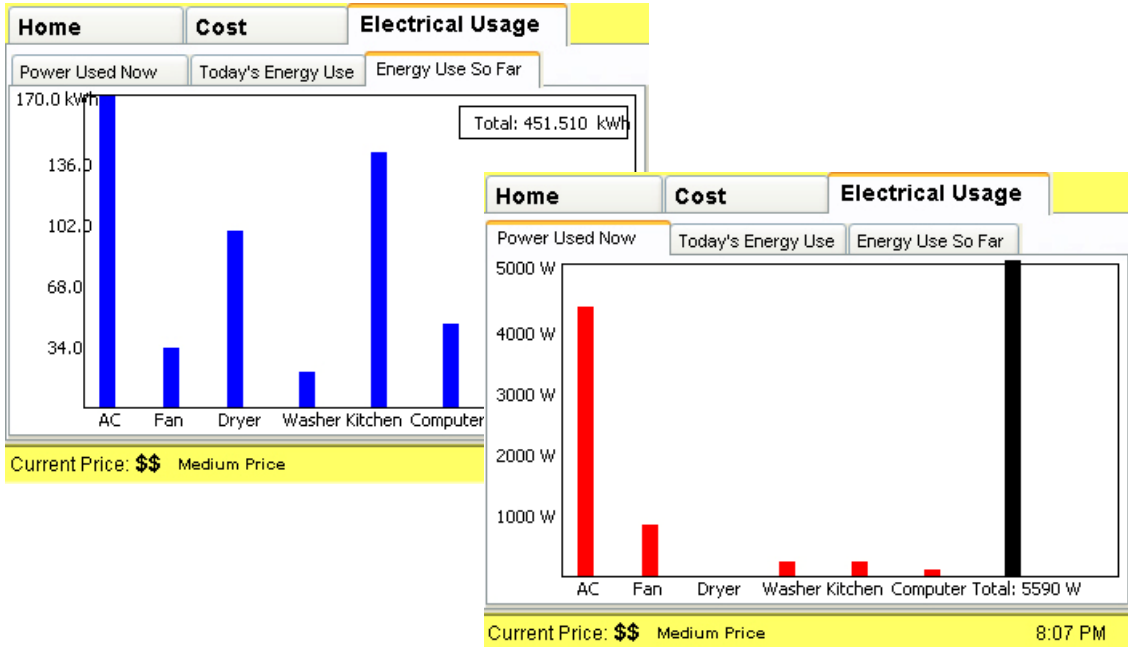 Home Cost Electrical Usage
Power Used Now Today's Energy Use Energy Use So Far
170.0 kWh
Total: 451.510 kWh
136.0
102.0
68.0
34.0
AC Fan Dryer Washer Kitchen Computer
Current Price: $$ Medium Price
Home Cost Electrical Usage
Power Used Now Today's Energy Use Energy Use So Far
5000 W
4000 W
3000 W
2000 W
1000 W
AC Fan Dryer Washer Kitchen Computer Total: 5590 W
Current Price: $$ Medium Price 8:07 PM